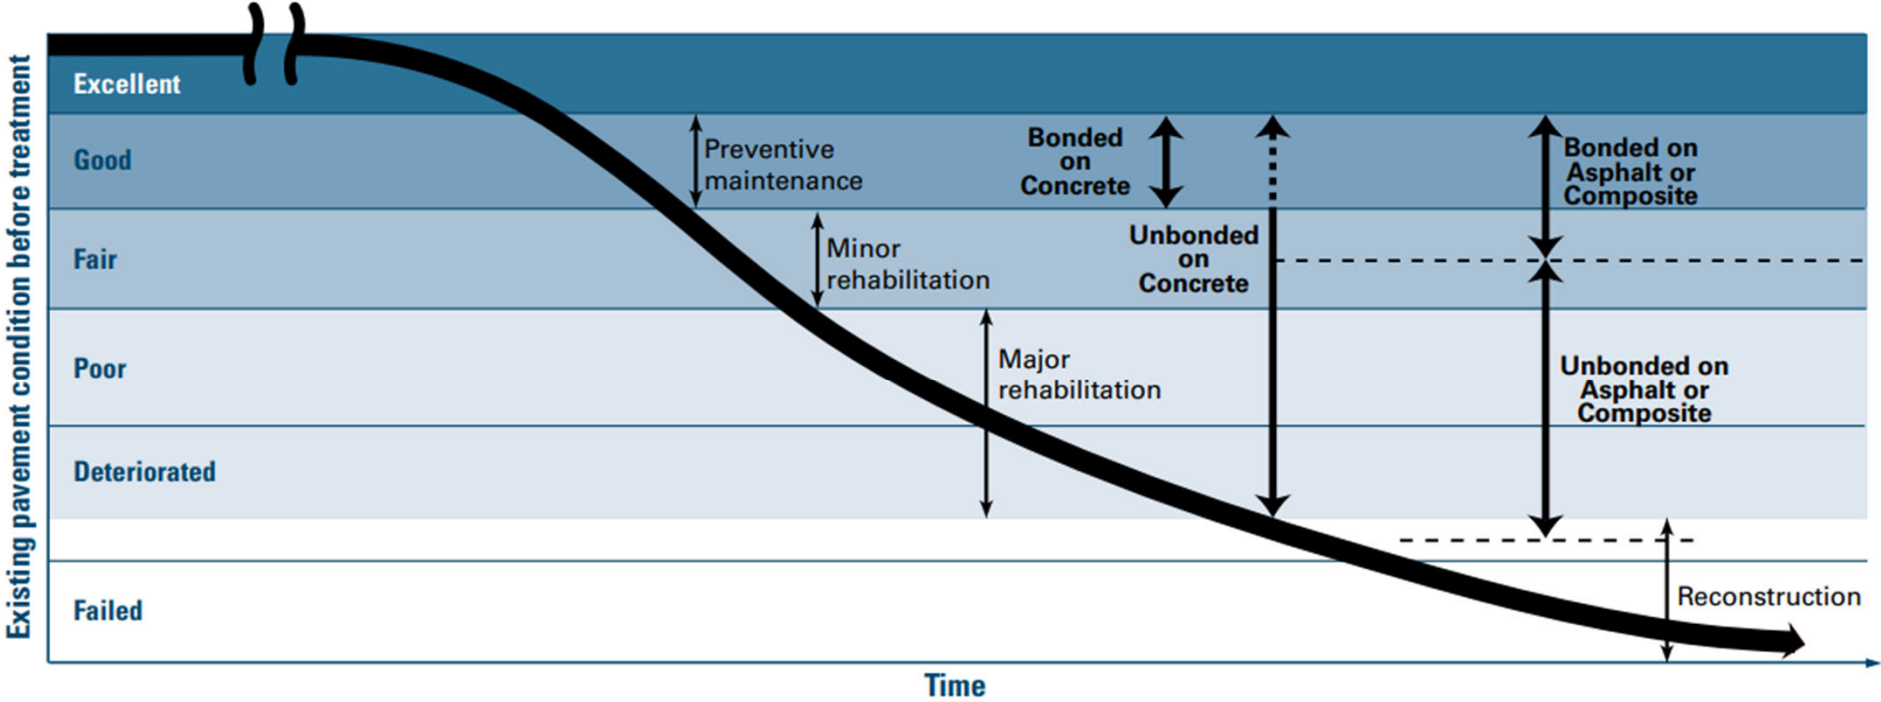 Existing pavement condition before treatment
Excellent
Good
Preventive
maintenance
Bonded
on
Concrete
Bonded on
Asphalt or
Composite
Fair
Minor
rehabilitation
Unbonded
on
Concrete
Poor
Major
rehabilitation
Unbonded on
Asphalt or
Composite
Deteriorated
Failed
Reconstruction
Time